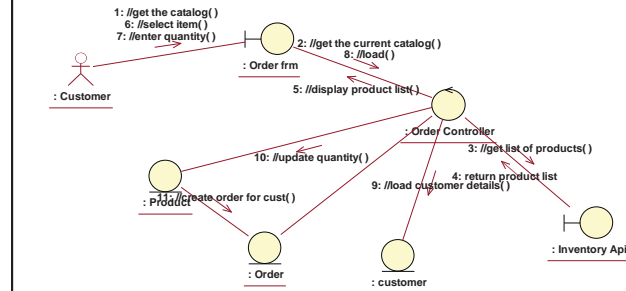 1: //get the catalog( )
6: //select item( )
7: //enter quantity( )
2: //get the current catalog( )
8: //load( )
: Order frm
5: //display product list( )
: Customer
: Order Controller
3: //get list of products( )
10: //update quantity( )
4: return product list
9: //load customer details( )
11: //create order for cust( )
: Product
: Inventory Api
: Order
: customer